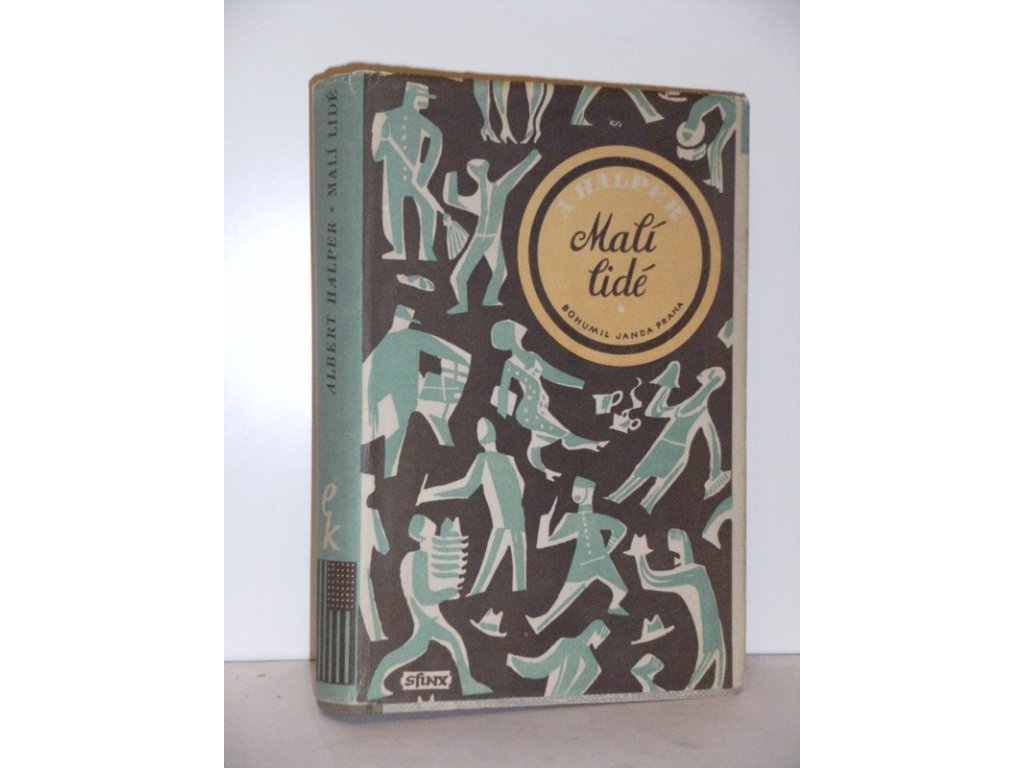 ALBERT HALPER • MALÍ LIDÉ
A HALPER
Malí
lidé
BOHUMIL JANDA PRAHA
SFINX